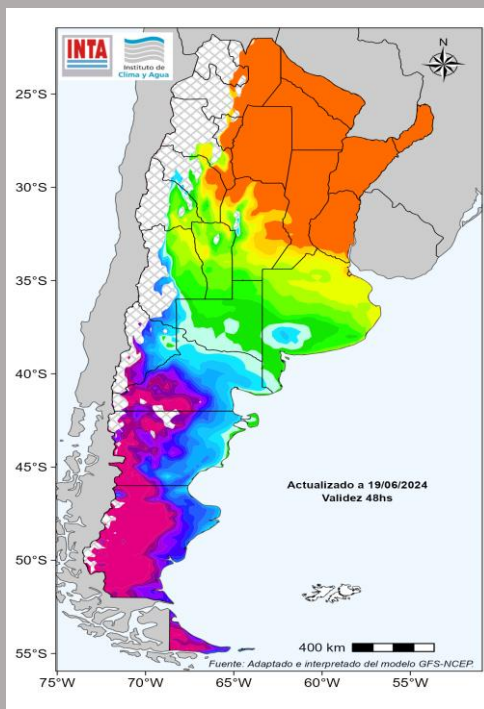 INTA
Instituto de
Clima y Agua
N
25°S
30°S
35°S
40°S
45°S
50°S
55°S
Actualizado a 19/06/2024
Validez 48hs
400 km
Fuente: Adaptado e interpretado del modelo GFS-NCEP.
75°W
70°W
65°W
60°W
55°W